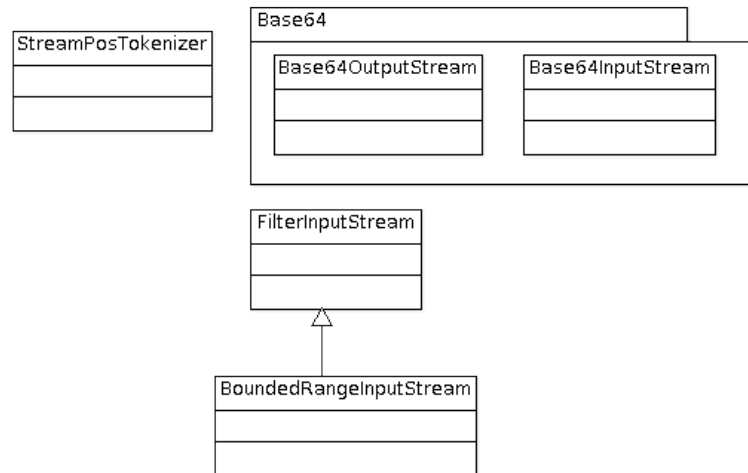 Base64
StreamPosTokenizer
Base64OutputStream
Base64InputStream
FilterInputStream
BoundedRangeInputStream